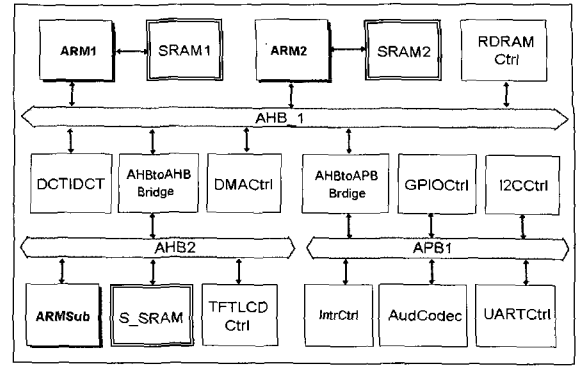 ARM1
SRAM1
ARM2
SRAM2
RDRAM
Ctrl
AHB_1
DCTIDCT
AHBtoAHB
Bridge
DMACtrl
AHBtoAPB
Brdige
GPIOCtrl
I2CCtrl
AHB2
APB1
ARMSub
S_SRAM
TFTLCD
Ctrl
IntrCtrl
AudCodec
UARTCtrl